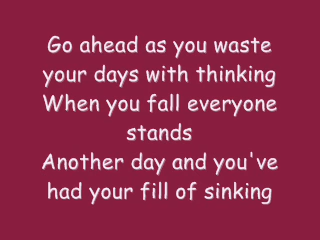 Go ahead as you waste
your days with thinking
When you fall everyone
stands
Another day and you've
had your fill of sinking